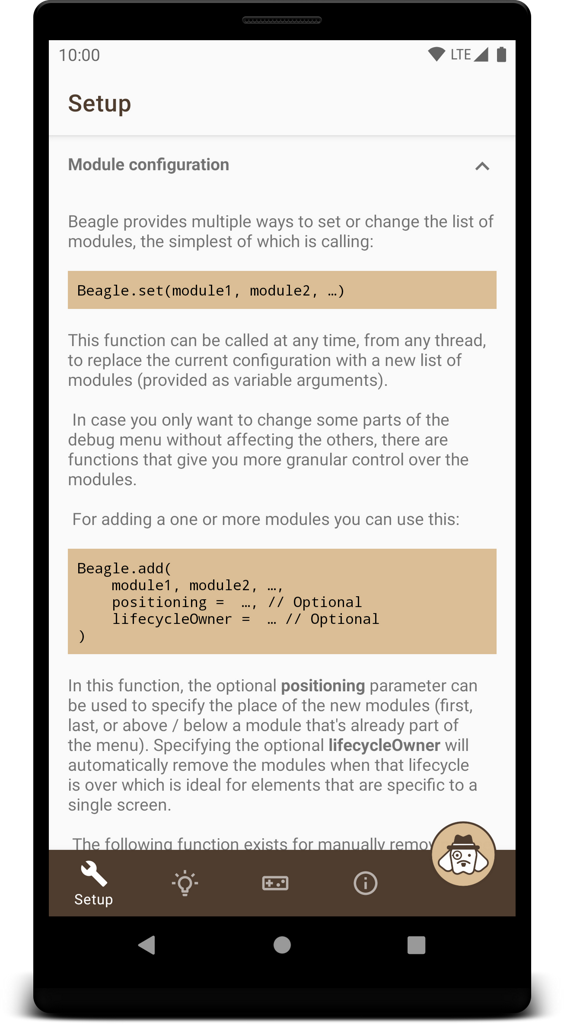 10:00
LTE
Setup
Module configuration
Beagle provides multiple ways to set or change the list of
modules, the simplest of which is calling:
Beagle.set(module1, module2, …)
This function can be called at any time, from any thread,
to replace the current configuration with a new list of
modules (provided as variable arguments).
In case you only want to change some parts of the
debug menu without affecting the others, there are
functions that give you more granular control over the
modules.
For adding a one or more modules you can use this:
Beagle.add(
module1, module2, …,
positioning = …, // Optional
lifecycleOwner = … // Optional
)
In this function, the optional positioning parameter can
be used to specify the place of the new modules (first,
last, or above / below a module that's already part of
the menu). Specifying the optional lifecycleOwner will
automatically remove the modules when that lifecycle
is over which is ideal for elements that are specific to a
single screen.
The following function exists for manually
Setup